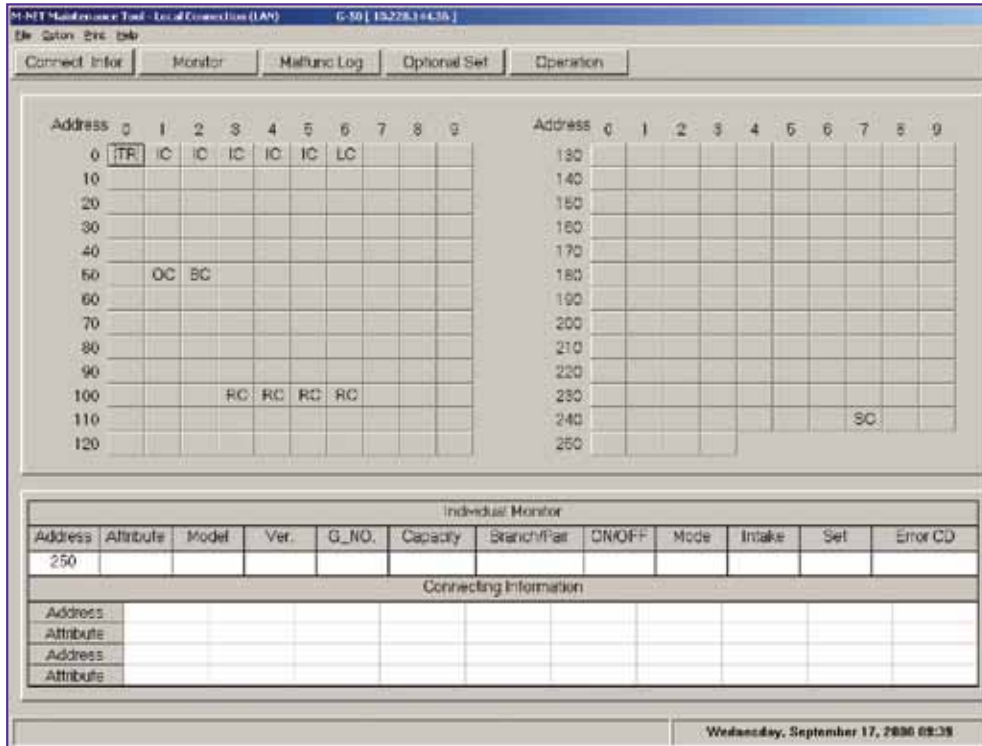 M-NET Maintenance Tool - Local Connection (LAN) G-50
File Option Print Help
Connect Infor Monitor Malfunc Log Optional Set Operation
Address 0 1 2 3 4 5 6 7 8 9
0 TR IC IC IC IC IC LC
10
20
30
40
50 OC BC
60
70
80
90
100 RC RC RC RC
110
120
Address 0 1 2 3 4 5 6 7 8 9
130
140
150
160
170
180
190
200
210
220
230
240 SC
250
Individual Monitor
Address Attribute Model Ver. G_NO. Capacity Branch/Pair ON/OFF Mode Intake Set Error CD
250
Connecting Information
Address
Attribute
Address
Attribute
Wednesday, September 17, 2000 09:39